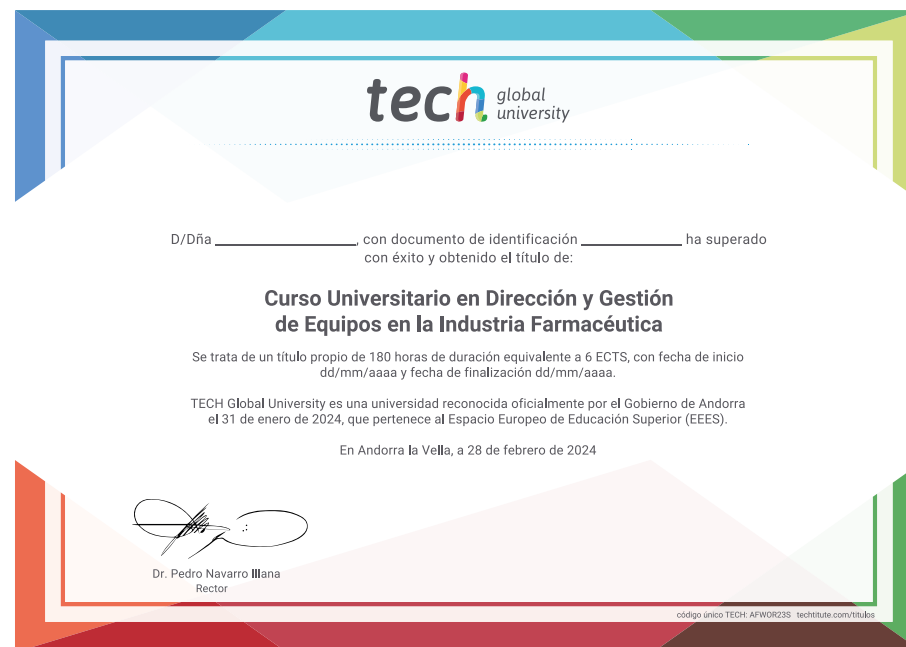 tech global university
D/Dña ____________________, con documento de identificación ______________ ha superado
con éxito y obtenido el título de:
Curso Universitario en Dirección y Gestión
de Equipos en la Industria Farmacéutica
Se trata de un título propio de 180 horas de duración equivalente a 6 ECTS, con fecha de inicio
dd/mm/aaaa y fecha de finalización dd/mm/aaaa.
TECH Global University es una universidad reconocida oficialmente por el Gobierno de Andorra
el 31 de enero de 2024, que pertenece al Espacio Europeo de Educación Superior (EEES).
En Andorra la Vella, a 28 de febrero de 2024
Dr. Pedro Navarro Illana
Rector
código único TECH: AFWOR23S techtitute.com/titulos